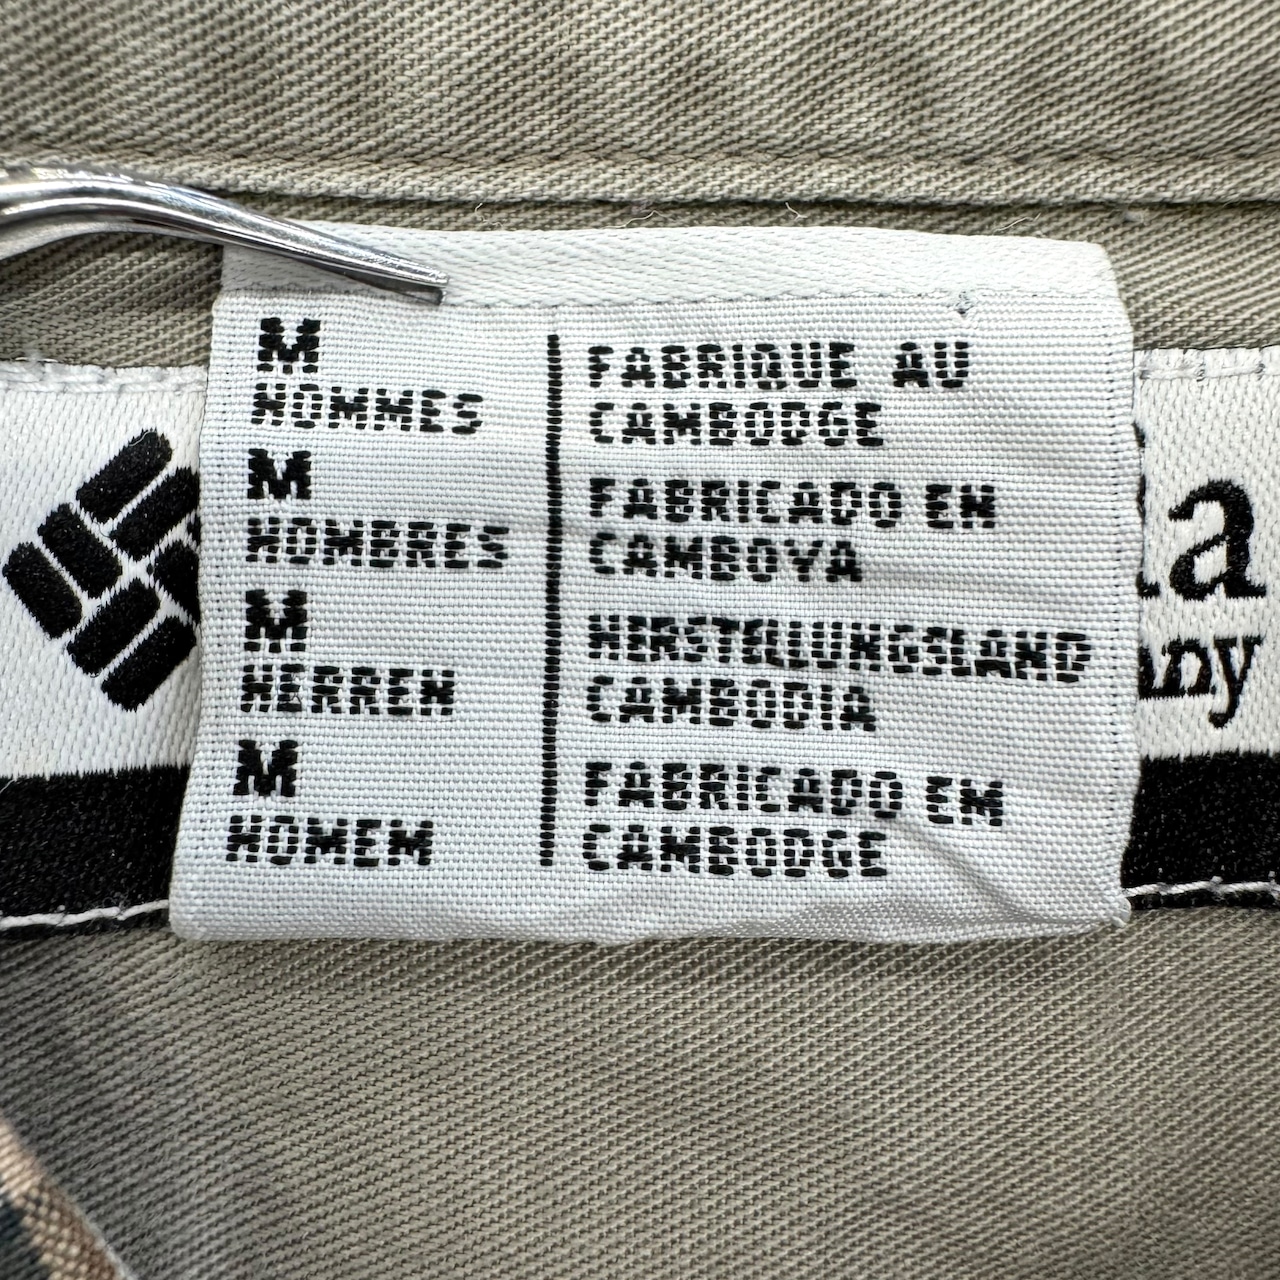 M
HOMMES
M
HOMBRES
M
HERREN
M
HOMEM
FABRIQUE AU
CAMBODGE
FABRICADO EN
CAMBOYA
HERSTELLUNGSLAND
CAMBODIA
FABRICADO EM
CAMBODGE